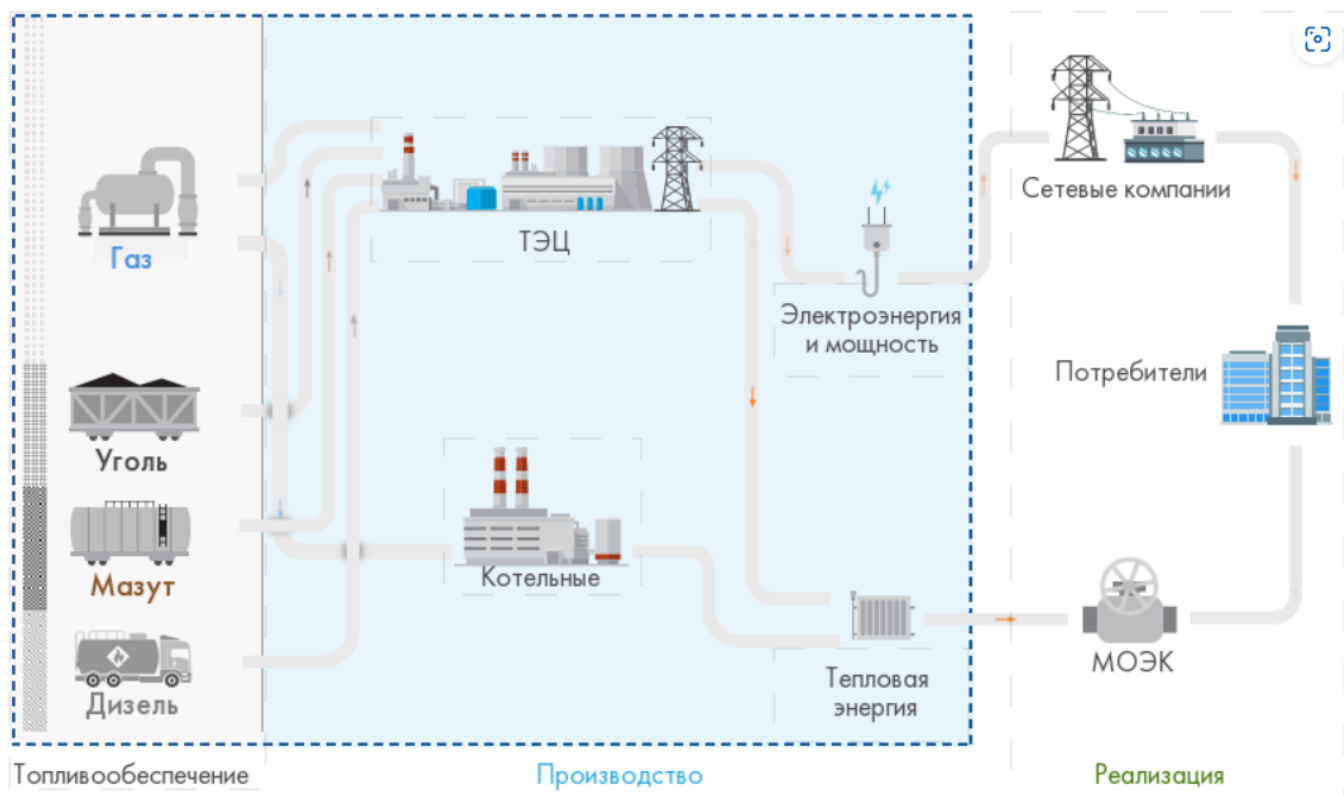 Газ
Уголь
Мазут
Дизель
Топливообеспечение
ТЭЦ
Котельные
Электроэнергия
и мощность
Тепловая
энергия
Производство
Сетевые компании
Потребители
МОЭК
Реализация